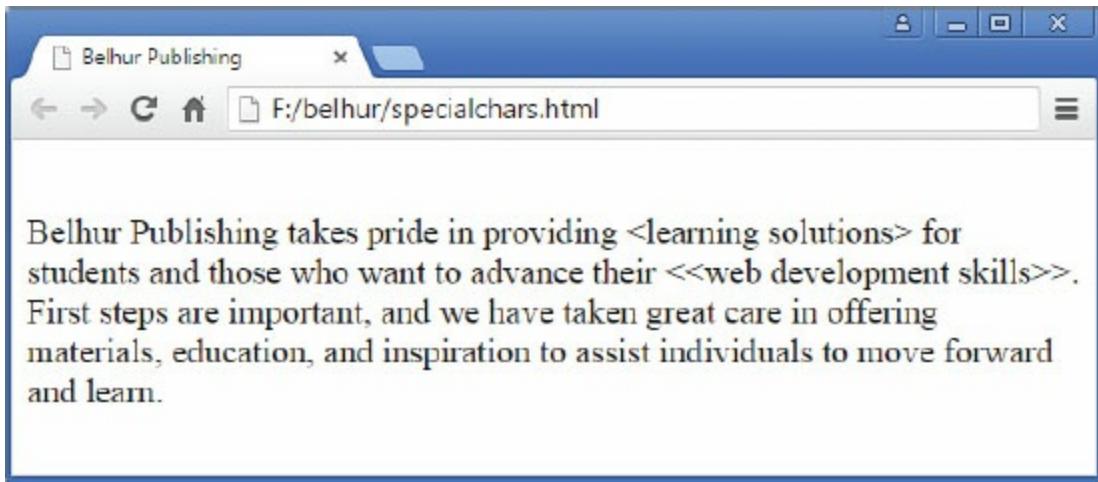 Belhur Publishing
F:/belhur/specialchars.html
Belhur Publishing takes pride in providing <learning solutions> for
students and those who want to advance their <<web development skills>>.
First steps are important, and we have taken great care in offering
materials, education, and inspiration to assist individuals to move forward
and learn.